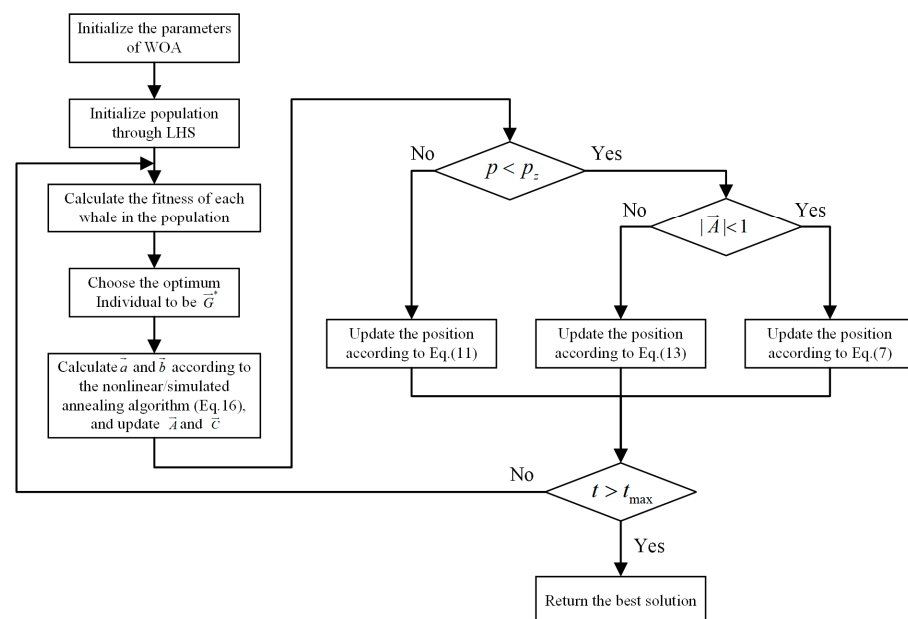 Initialize the parameters
of WOA
Initialize population
through LHS
Calculate the fitness of each
whale in the population
Choose the optimum
Individual to be G⃗*
Calculate a⃗ and b⃗ according to
the nonlinear/simulated
annealing algorithm (Eq.16),
and update A⃗ and C⃗
p < p_z
No
Yes
|A⃗|<1
No
Yes
Update the position
according to Eq.(11)
Update the position
according to Eq.(13)
Update the position
according to Eq.(7)
t > t_max
No
Yes
Return the best solution